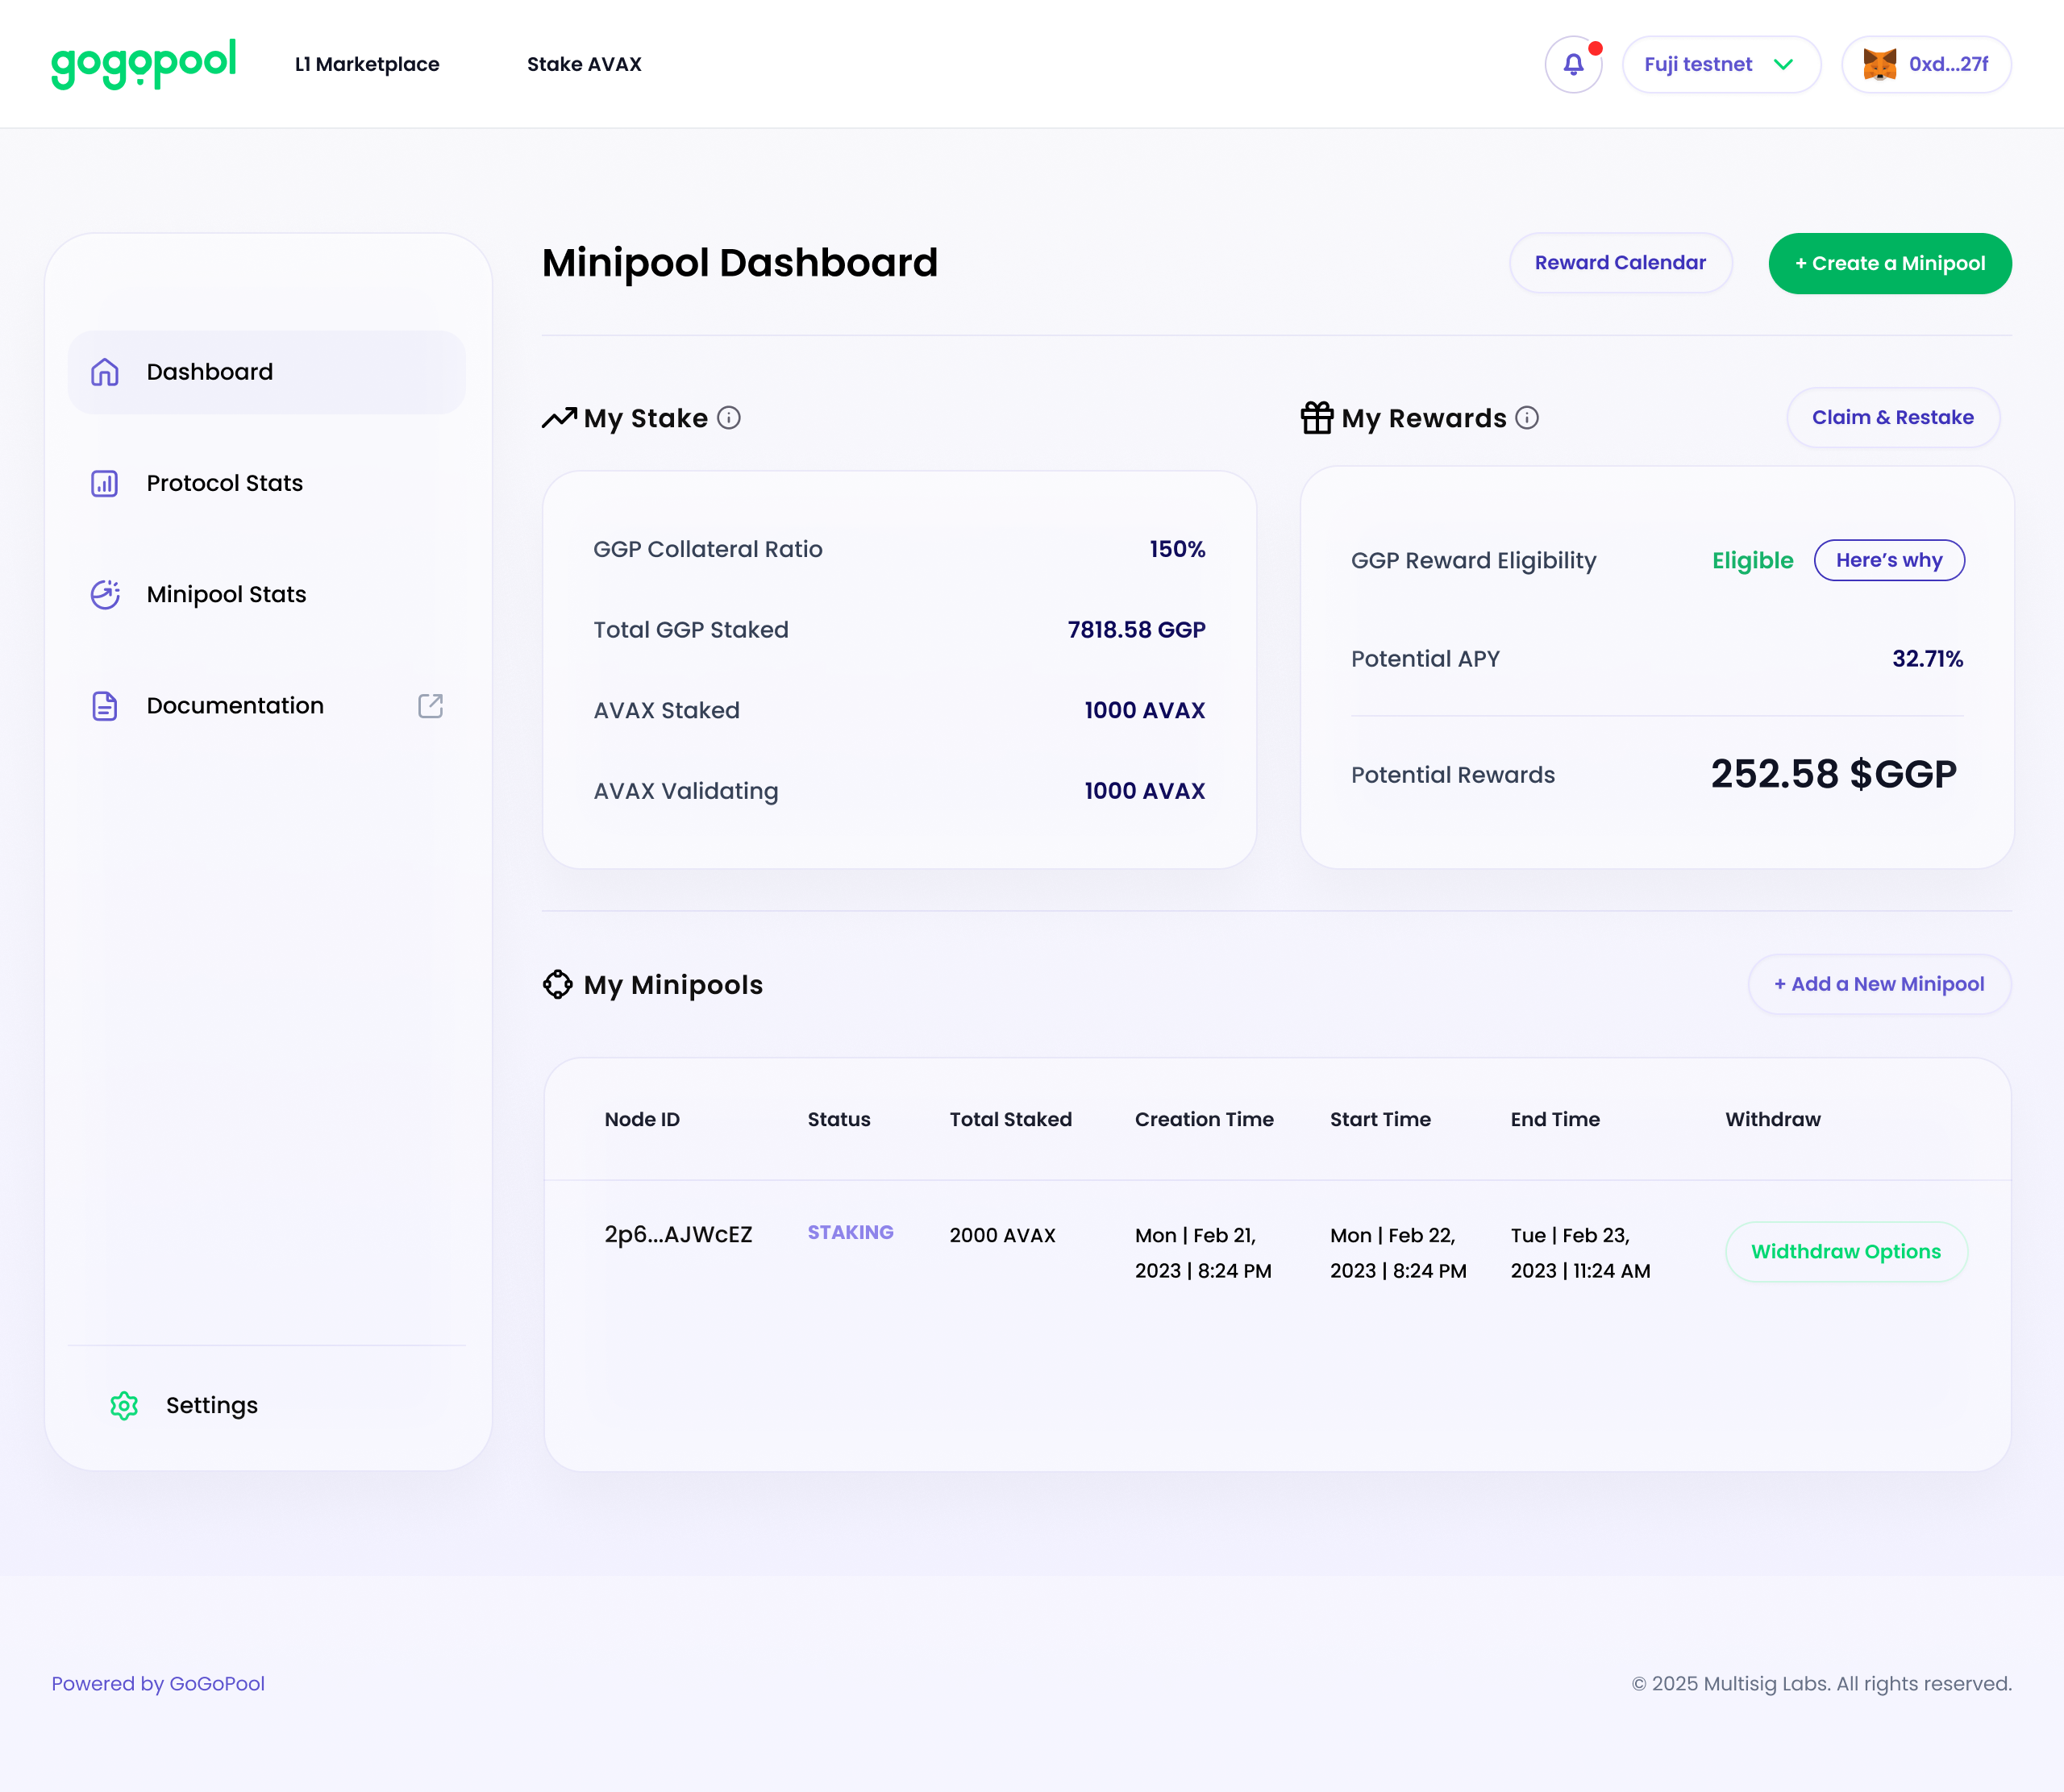 gogopool
L1 Marketplace
Stake AVAX
Fuji testnet
0xd...27f
Dashboard
Protocol Stats
Minipool Stats
Documentation
Settings
Minipool Dashboard
Reward Calendar
+ Create a Minipool
My Stake
GGP Collateral Ratio 150%
Total GGP Staked 7818.58 GGP
AVAX Staked 1000 AVAX
AVAX Validating 1000 AVAX
My Rewards
Claim & Restake
GGP Reward Eligibility Eligible Here’s why
Potential APY 32.71%
Potential Rewards 252.58 $GGP
My Minipools
+ Add a New Minipool
Node ID Status Total Staked Creation Time Start Time End Time Withdraw
2p6...AJWcEZ STAKING 2000 AVAX Mon | Feb 21, Mon | Feb 22, Tue | Feb 23, Widthdraw Options
2023 | 8:24 PM 2023 | 8:24 PM 2023 | 11:24 AM
Powered by GoGoPool
© 2025 Multisig Labs. All rights reserved.